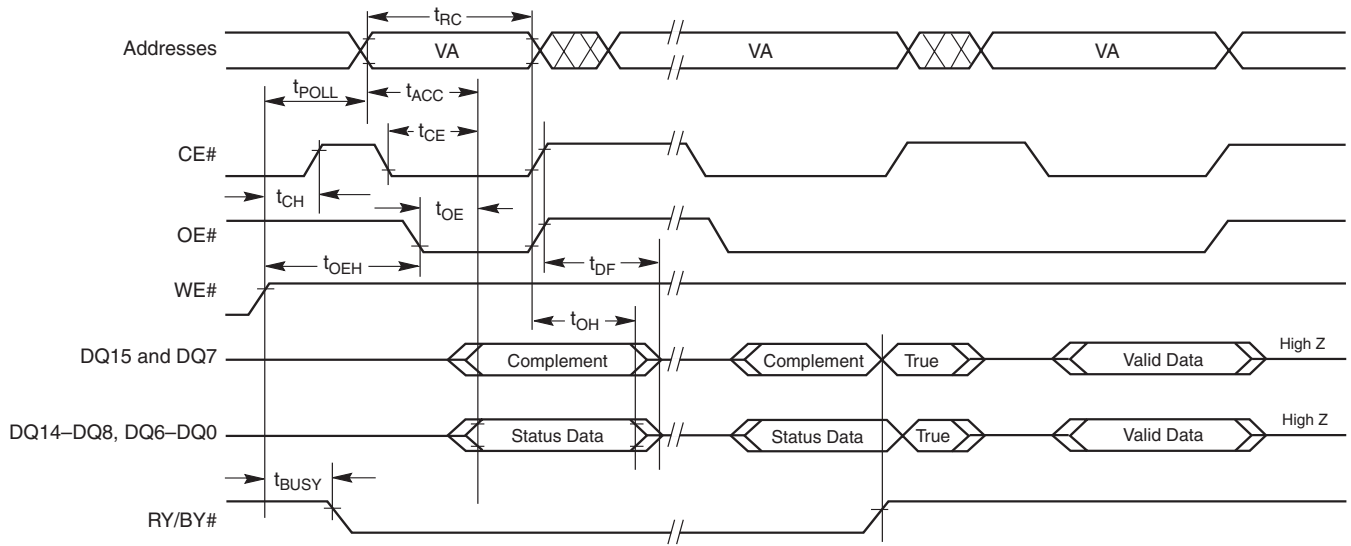 tRC
Addresses VA VA VA
tPOLL tACC
tCE
CE#
tCH tOE
OE#
tOEH tDF
WE#
tOH
DQ15 and DQ7 Complement Complement True Valid Data High Z
DQ14–DQ8, DQ6–DQ0 Status Data Status Data True Valid Data High Z
tBUSY
RY/BY#